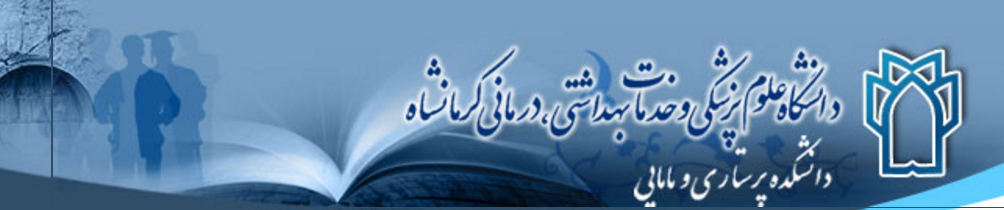 دانشگاه علوم پزشکی و خدمات بهداشتی، درمانی کرمانشاه
دانشکده پرستاری و مامایی